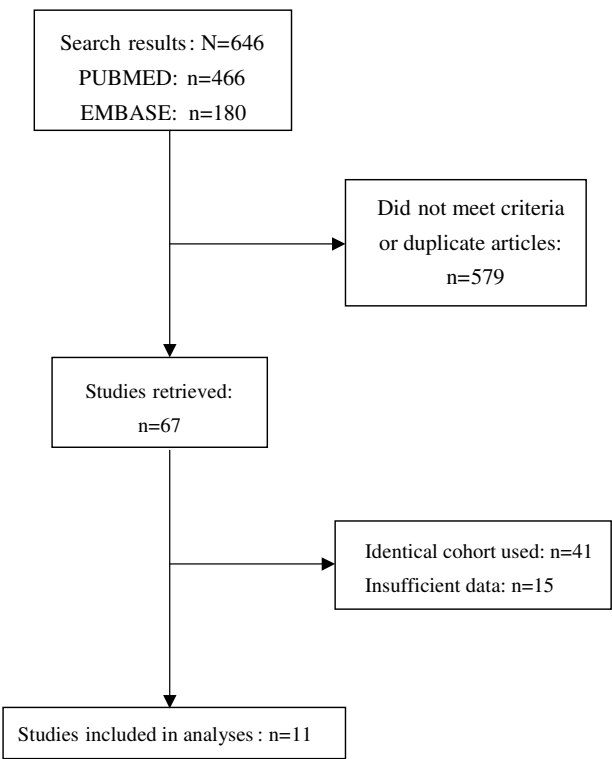 Search results: N=646
PUBMED: n=466
EMBASE: n=180
Did not meet criteria
or duplicate articles:
n=579
Studies retrieved:
n=67
Identical cohort used: n=41
Insufficient data: n=15
Studies included in analyses: n=11